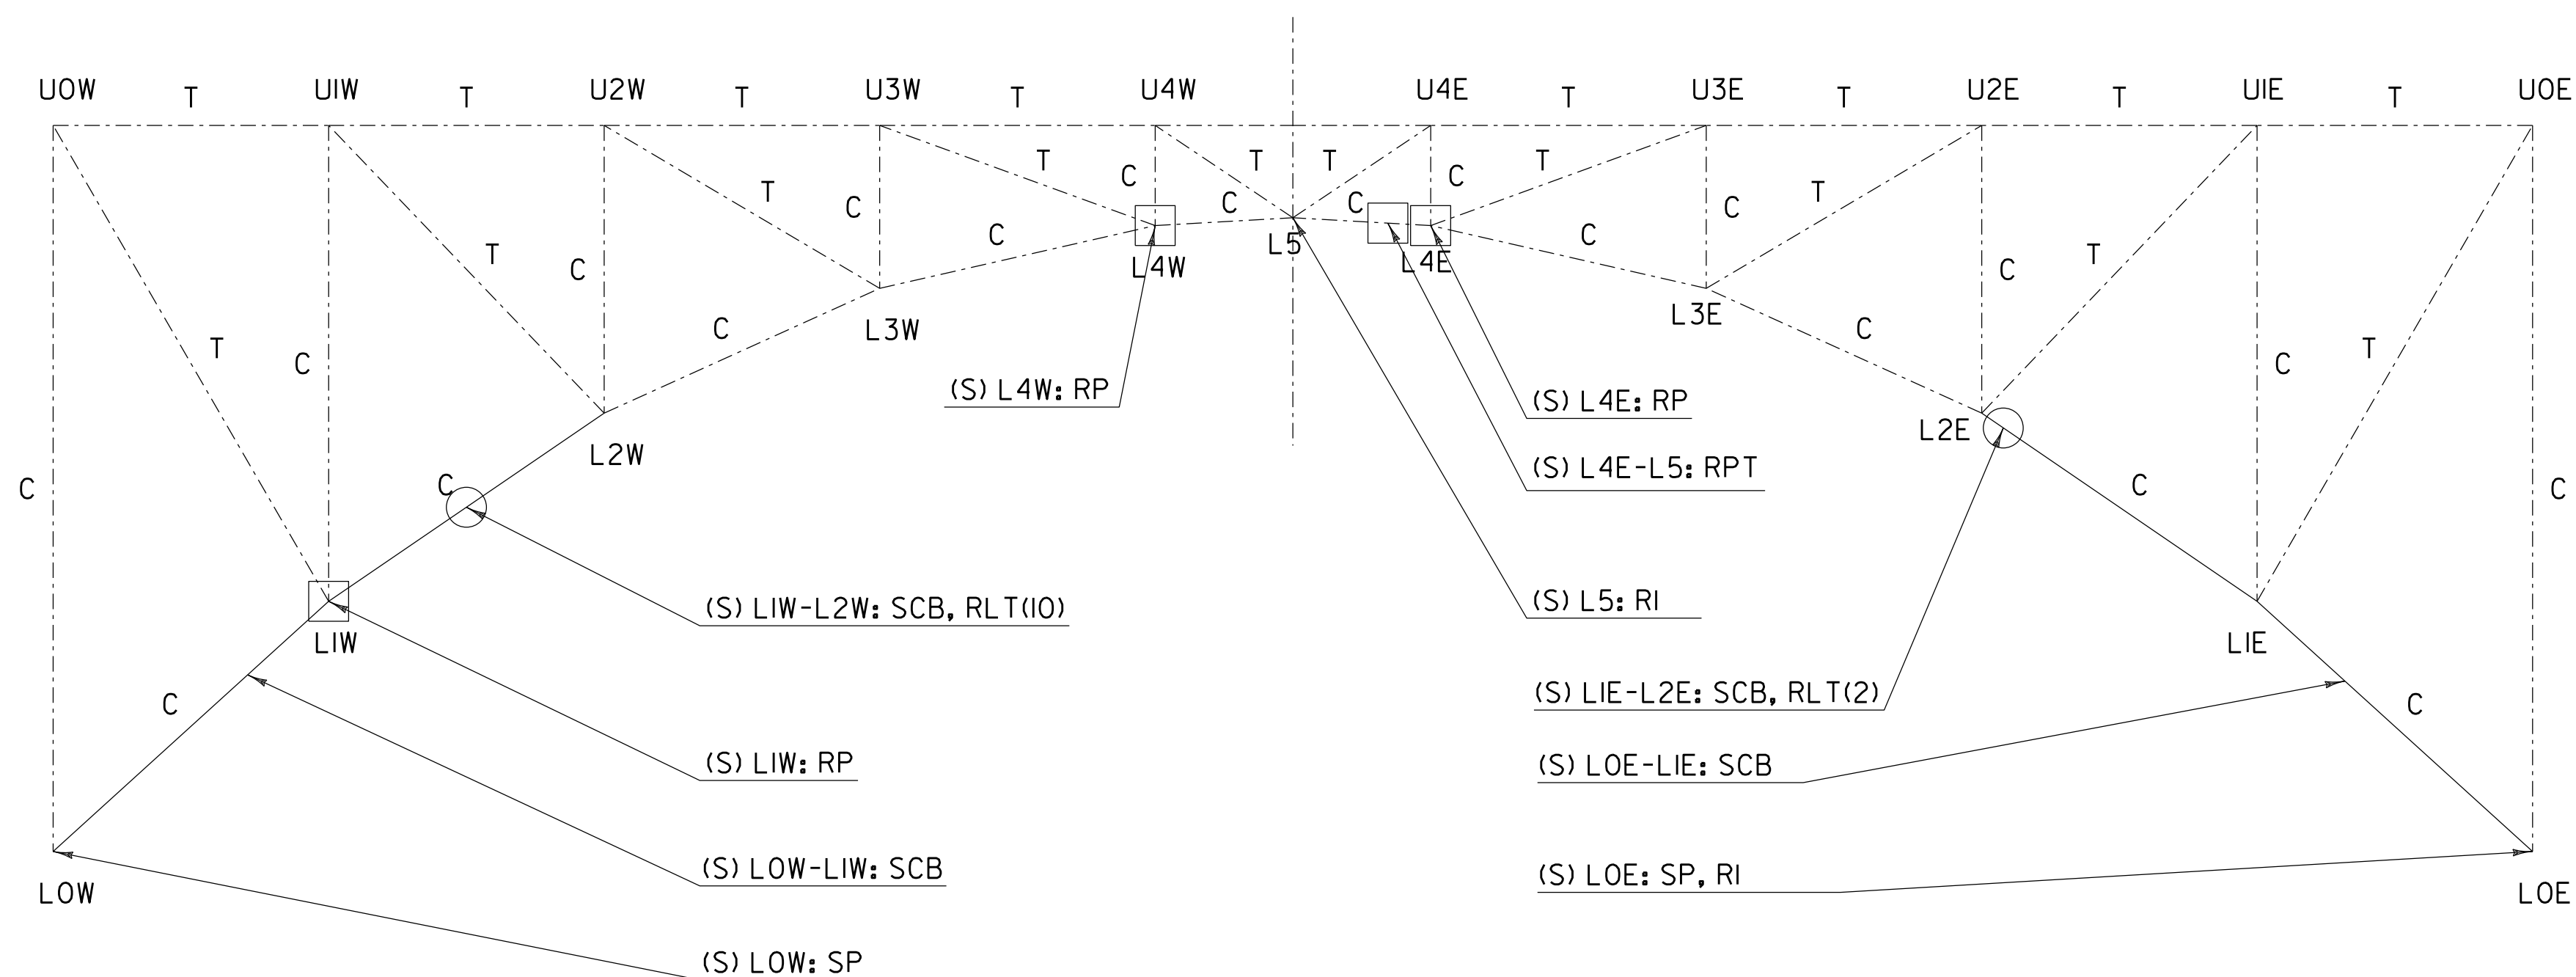 U0W T U1W T U2W T U3W T U4W U4E T U3E T U2E T U1E T U0E
T C T T C T
T C C T
C C C C
C C
L5
L4W L4E
T C C T
L3W L3E
C C
T C C T
(S) L4W: RP
(S) L4E: RP
L2W L2E
(S) L4E-L5: RPT
C C C C
(S) L1W-L2W: SCB, RLT(10)
(S) L5: RI
L1W L1E
(S) L1E-L2E: SCB, RLT(2)
C C
(S) L1W: RP
(S) L0E-L1E: SCB
(S) L0W-L1W: SCB
(S) L0E: SP, RI
L0W L0E
(S) L0W: SP